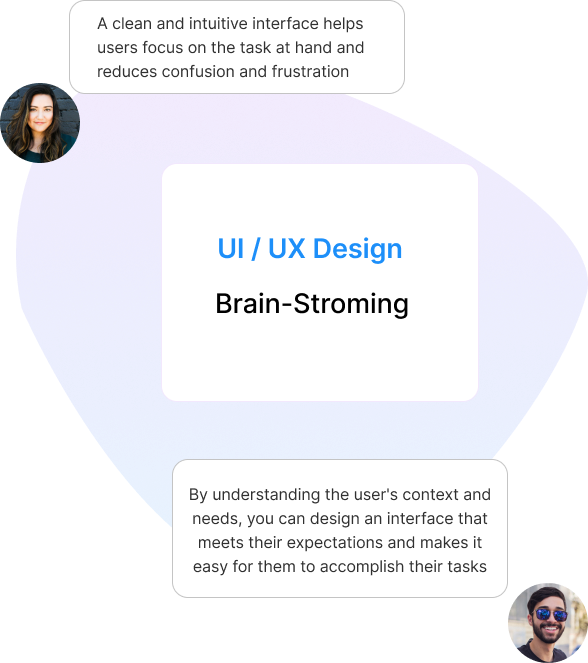 A clean and intuitive interface helps
users focus on the task at hand and
reduces confusion and frustration
UI / UX Design
Brain-Stroming
By understanding the user's context and
needs, you can design an interface that
meets their expectations and makes it
easy for them to accomplish their tasks